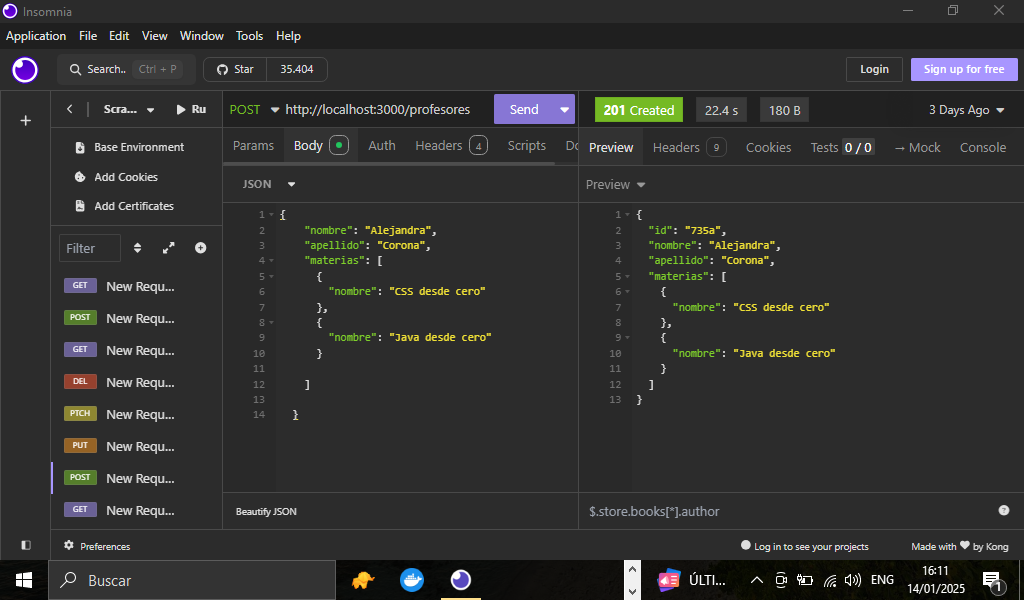 Insomnia
Application File Edit View Window Tools Help
Search.. Ctrl + P Star 35.404 Login Sign up for free
Scra... Ru
POST http://localhost:3000/profesores Send
201 Created 22.4 s 180 B 3 Days Ago
Base Environment
Add Cookies
Add Certificates
Filter
GET New Requ...
POST New Requ...
GET New Requ...
DEL New Requ...
PTCH New Requ...
PUT New Requ...
POST New Requ...
GET New Requ...
Params Body Auth Headers 4 Scripts Do
JSON
1 {
2 "nombre": "Alejandra",
3 "apellido": "Corona",
4 "materias": [
5 {
6 "nombre": "CSS desde cero"
7 },
8 {
9 "nombre": "Java desde cero"
10 }
11
12 ]
13
14 }
Beautify JSON
Preview Headers 9 Cookies Tests 0 / 0 → Mock Console
Preview
1 {
2 "id": "735a",
3 "nombre": "Alejandra",
4 "apellido": "Corona",
5 "materias": [
6 {
7 "nombre": "CSS desde cero"
8 },
9 {
10 "nombre": "Java desde cero"
11 }
12 ]
13 }
$.store.books[*].author
Preferences Log in to see your projects Made with ❤ by Kong
Buscar ÚLTI... ENG 16:11
14/01/2025 1